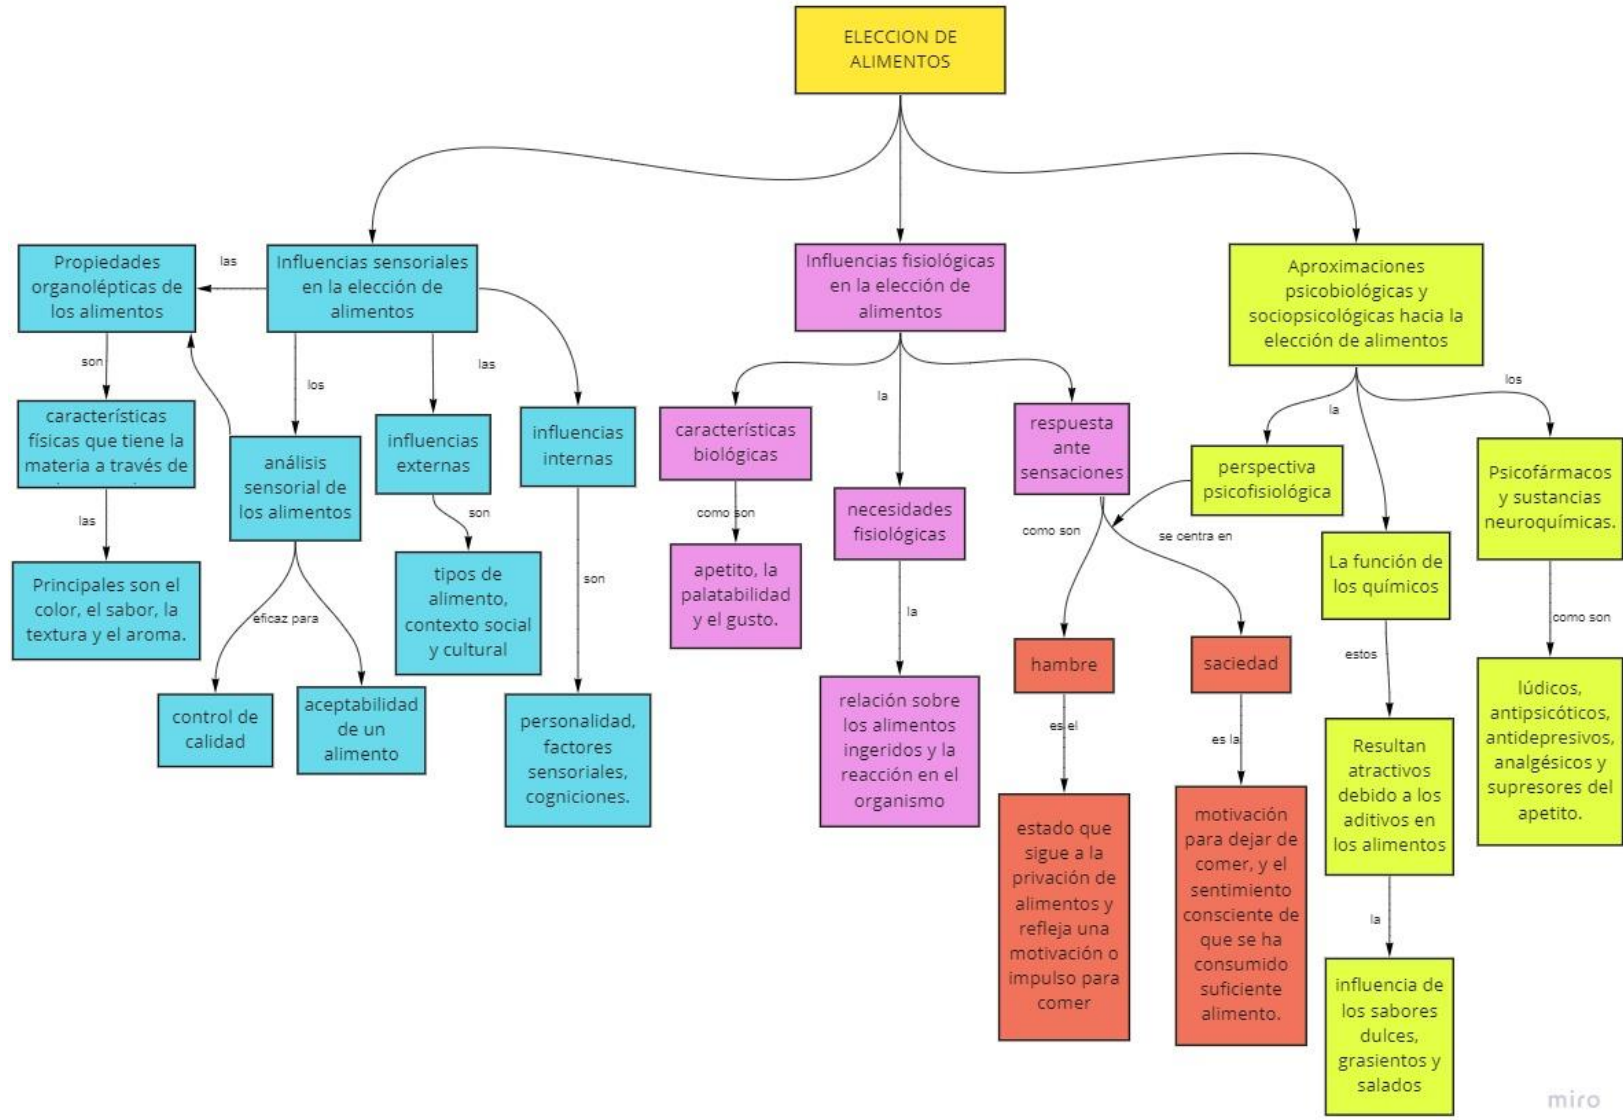 ELECCION DE
ALIMENTOS
Propiedades
organolépticas de
los alimentos
las
Influencias sensoriales
en la elección de
alimentos
Influencias fisiológicas
en la elección de
alimentos
Aproximaciones
psicobiológicas y
sociopsicológicas hacia la
elección de alimentos
son
los
las
la
la
los
características
físicas que tiene la
materia a través de
análisis
sensorial de
los alimentos
influencias
externas
influencias
internas
características
biológicas
respuesta
ante
sensaciones
perspectiva
psicofisiológica
Psicofármacos
y sustancias
neuroquímicas.
las
son
como son
necesidades
fisiológicas
como son
se centra en
La función de
los químicos
Principales son el
color, el sabor, la
textura y el aroma.
eficaz para
tipos de
alimento,
contexto social
y cultural
son
apetito, la
palatabilidad
y el gusto.
la
hambre
saciedad
estos
como son
control de
calidad
aceptabilidad
de un
alimento
personalidad,
factores
sensoriales,
cogniciones.
relación sobre
los alimentos
ingeridos y la
reacción en el
organismo
es el
es la
Resultan
atractivos
debido a los
aditivos en
los alimentos
lúdicos,
antipsicóticos,
antidepresivos,
analgésicos y
supresores del
apetito.
estado que
sigue a la
privación de
alimentos y
refleja una
motivación o
impulso para
comer
motivación
para dejar de
comer, y el
sentimiento
consciente de
que se ha
consumido
suficiente
alimento.
la
influencia de
los sabores
dulces,
grasientos y
salados
miro